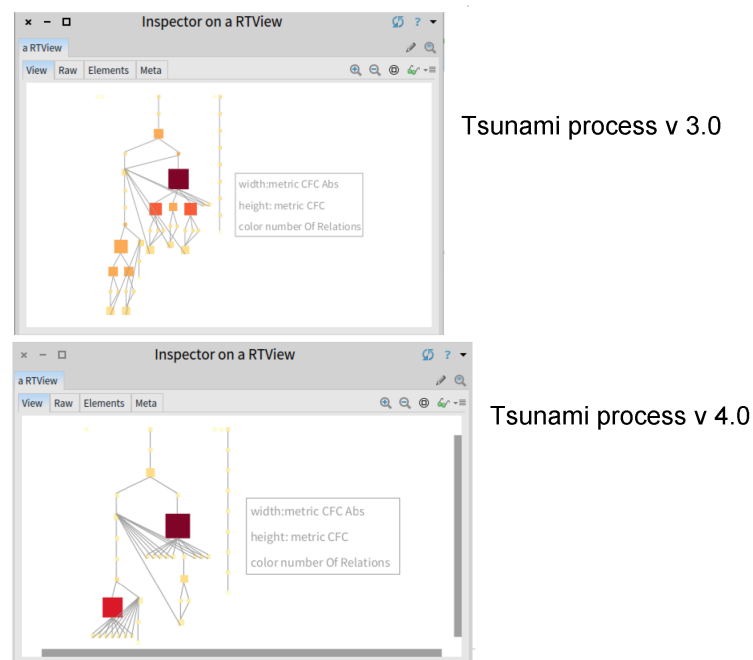 Inspector on a RTView
?
a RTView
View Raw Elements Meta
Tsunami process v 3.0
width:metric CFC Abs
height: metric CFC
color number Of Relations
Inspector on a RTView
?
a RTView
View Raw Elements Meta
Tsunami process v 4.0
width:metric CFC Abs
height: metric CFC
color number Of Relations